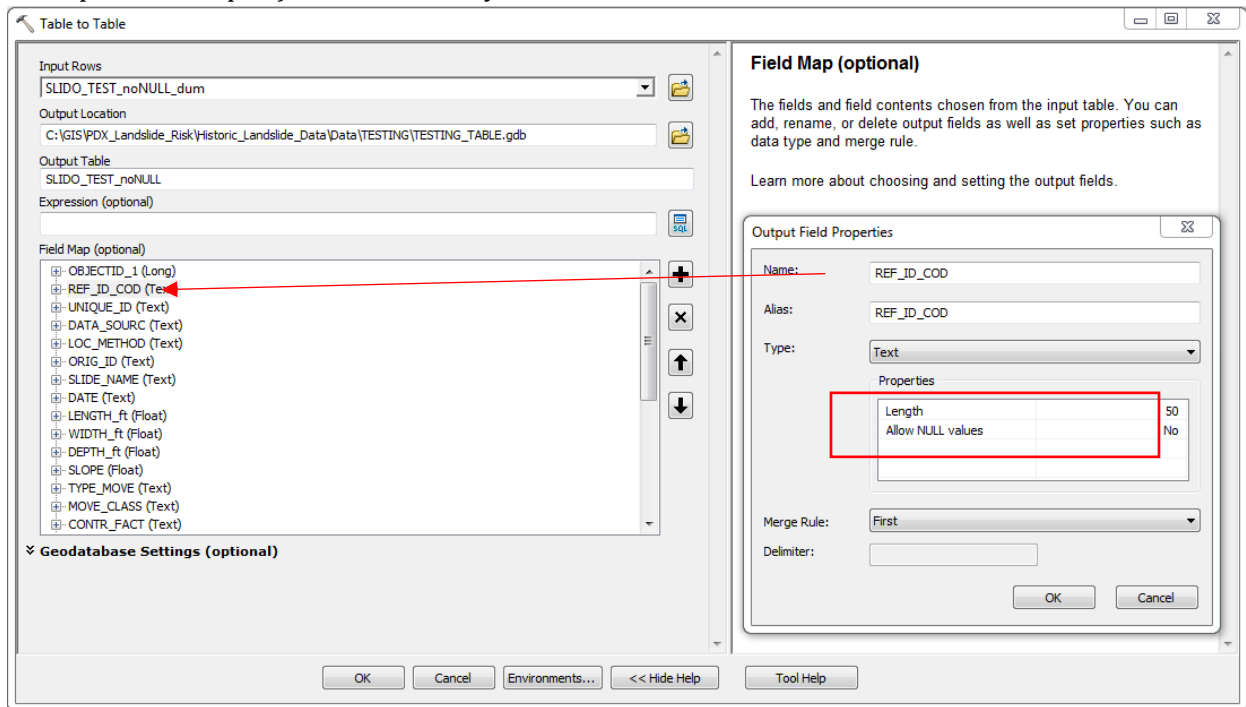 Table to Table
Input Rows
SLIDO_TEST_noNULL_dum
Output Location
C:\GIS\PDX_Landslide_Risk\Historic_Landslide_Data\Data\TESTING\TESTING_TABLE.gdb
Output Table
SLIDO_TEST_noNULL
Expression (optional)
SQL
Field Map (optional)
OBJECTID_1 (Long)
REF_ID_COD (Tex
UNIQUE_ID (Text)
DATA_SOURC (Text)
LOC_METHOD (Text)
ORIG_ID (Text)
SLIDE_NAME (Text)
DATE (Text)
LENGTH_ft (Float)
WIDTH_ft (Float)
DEPTH_ft (Float)
SLOPE (Float)
TYPE_MOVE (Text)
MOVE_CLASS (Text)
CONTR_FACT (Text)
Geodatabase Settings (optional)
Field Map (optional)
The fields and field contents chosen from the input table. You can
add, rename, or delete output fields as well as set properties such as
data type and merge rule.
Learn more about choosing and setting the output fields.
Output Field Properties
Name: REF_ID_COD
Alias: REF_ID_COD
Type: Text
Properties
Length 50
Allow NULL values No
Merge Rule: First
Delimiter:
OK Cancel
OK Cancel Environments... << Hide Help Tool Help